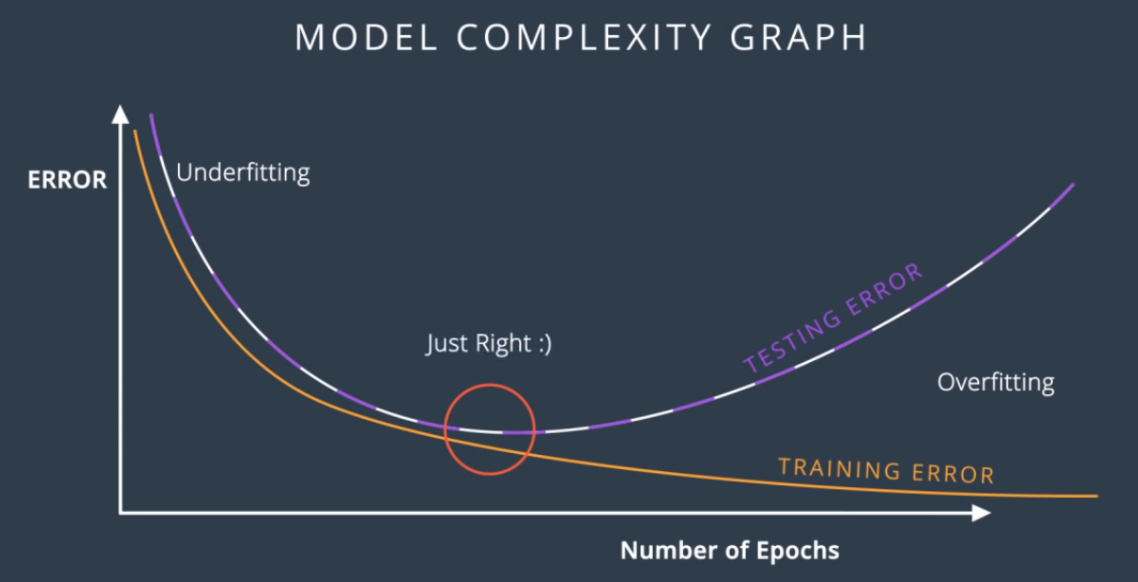 MODEL COMPLEXITY GRAPH
ERROR
Underfitting
Just Right :)
TESTING ERROR
Overfitting
TRAINING ERROR
Number of Epochs